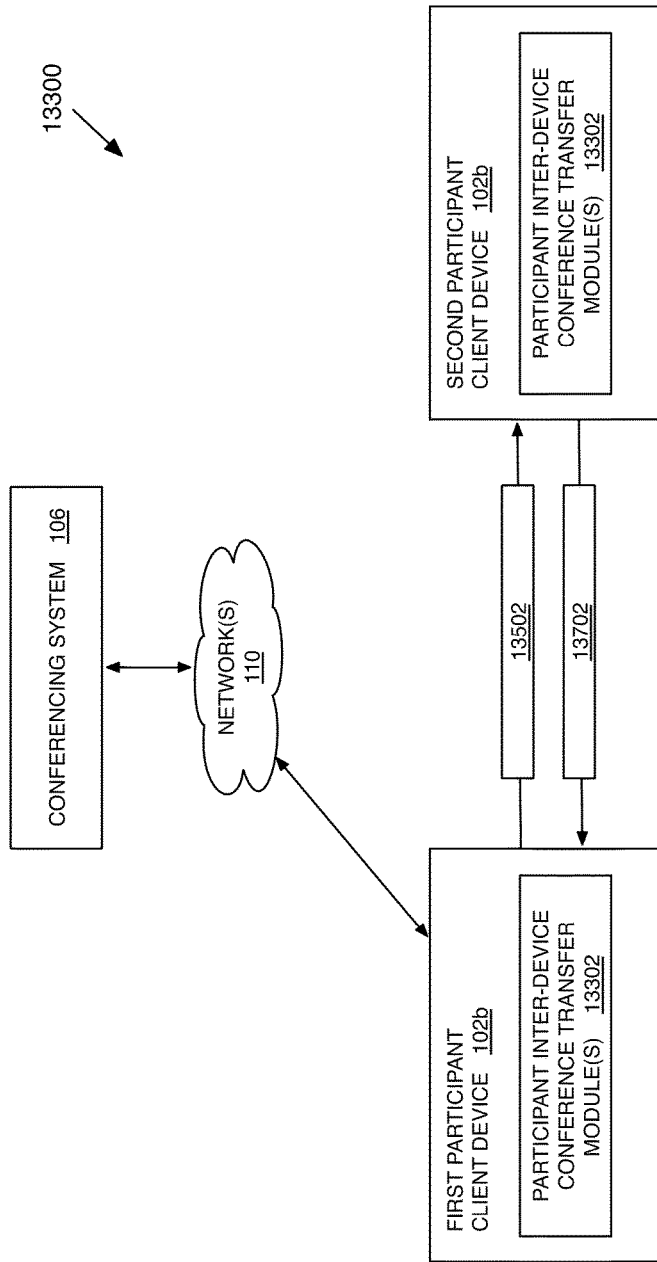 13300
CONFERENCING SYSTEM 106
NETWORK(S)
110
FIRST PARTICIPANT
CLIENT DEVICE 102b
PARTICIPANT INTER-DEVICE
CONFERENCE TRANSFER
MODULE(S) 13302
13502
13702
SECOND PARTICIPANT
CLIENT DEVICE 102b
PARTICIPANT INTER-DEVICE
CONFERENCE TRANSFER
MODULE(S) 13302